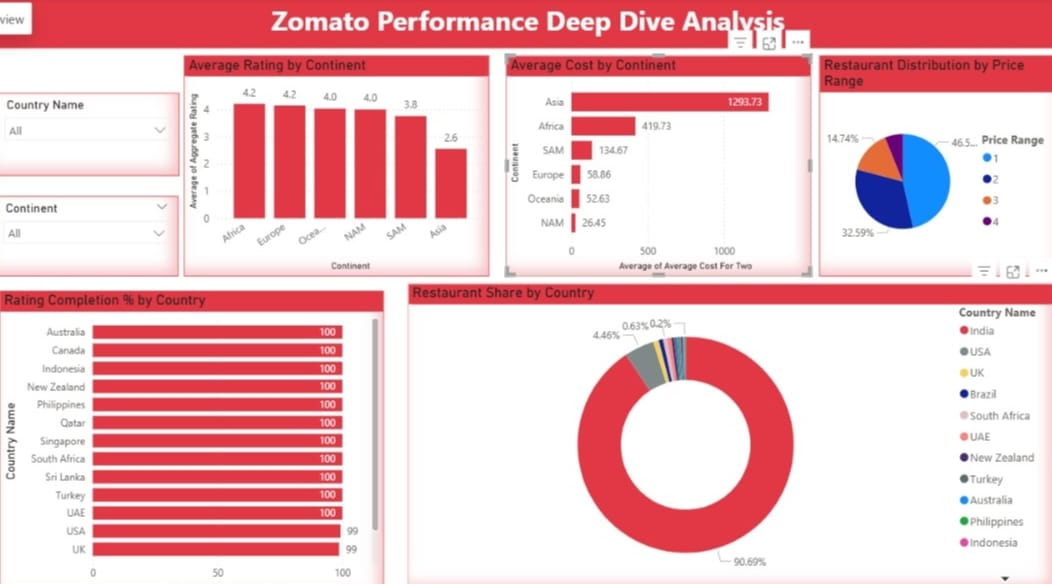 view
Zomato Performance Deep Dive Analysis
Country Name
All
Continent
All
Average Rating by Continent
Average of Aggregate Rating
4
3
2
1
0
4.2
4.2
4.0
4.0
3.8
2.6
Africa
Europe
Ocea...
NAM
SAM
Asia
Continent
Average Cost by Continent
Continent
Asia 1293.73
Africa 419.73
SAM 134.67
Europe 58.86
Oceania 52.63
NAM 26.45
0 500 1000
Average of Average Cost For Two
Restaurant Distribution by Price
Range
14.74%
46.5...
32.59%
Price Range
1
2
3
4
Rating Completion % by Country
Country Name
Australia 100
Canada 100
Indonesia 100
New Zealand 100
Philippines 100
Qatar 100
Singapore 100
South Africa 100
Sri Lanka 100
Turkey 100
UAE 100
USA 99
UK 99
0 50 100
Restaurant Share by Country
4.46%
0.63%
0.2%
90.69%
Country Name
India
USA
UK
Brazil
South Africa
UAE
New Zealand
Turkey
Australia
Philippines
Indonesia